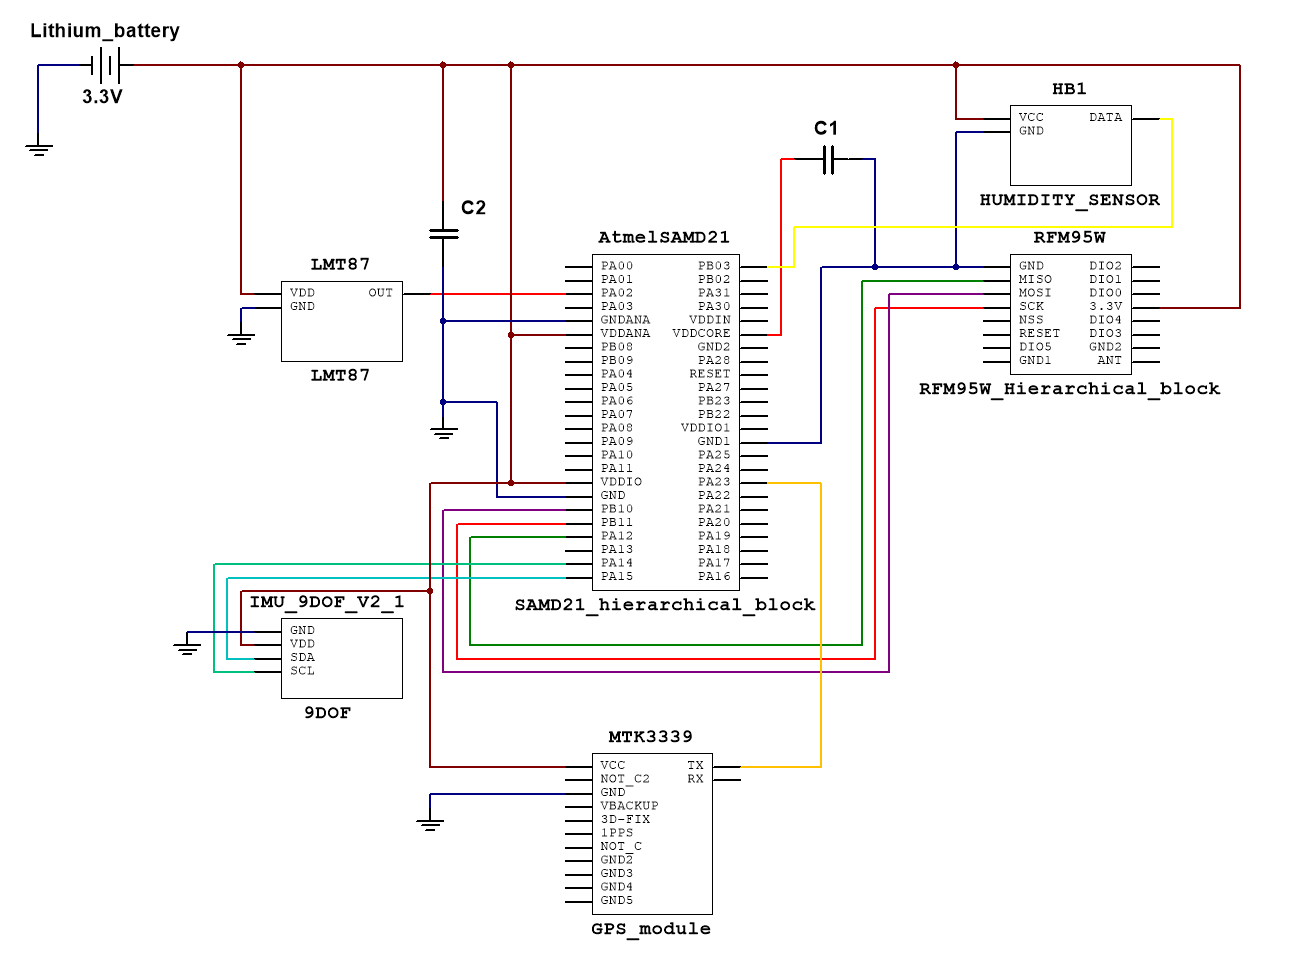 Lithium_battery
3.3V
HB1
VCC DATA
GND
HUMIDITY_SENSOR
C1
C2
LMT87
VDD OUT
GND
LMT87
AtmelSAMD21
PA00 PB03
PA01 PB02
PA02 PA31
PA03 PA30
GNDANA VDDIN
VDDANA VDDCORE
PB08 GND2
PB09 PA28
PA04 RESET
PA05 PA27
PA06 PB23
PA07 PB22
PA08 VDDIO1
PA09 GND1
PA10 PA25
PA11 PA24
VDDIO PA23
GND PA22
PB10 PA21
PB11 PA20
PA12 PA19
PA13 PA18
PA14 PA17
PA15 PA16
SAMD21_hierarchical_block
RFM95W
GND DIO2
MISO DIO1
MOSI DIO0
SCK 3.3V
NSS DIO4
RESET DIO3
DIO5 GND2
GND1 ANT
RFM95W_Hierarchical_block
IMU_9DOF_V2_1
GND
VDD
SDA
SCL
9DOF
MTK3339
VCC TX
NOT_C2 RX
GND
VBACKUP
3D-FIX
1PPS
NOT_C
GND2
GND3
GND4
GND5
GPS_module